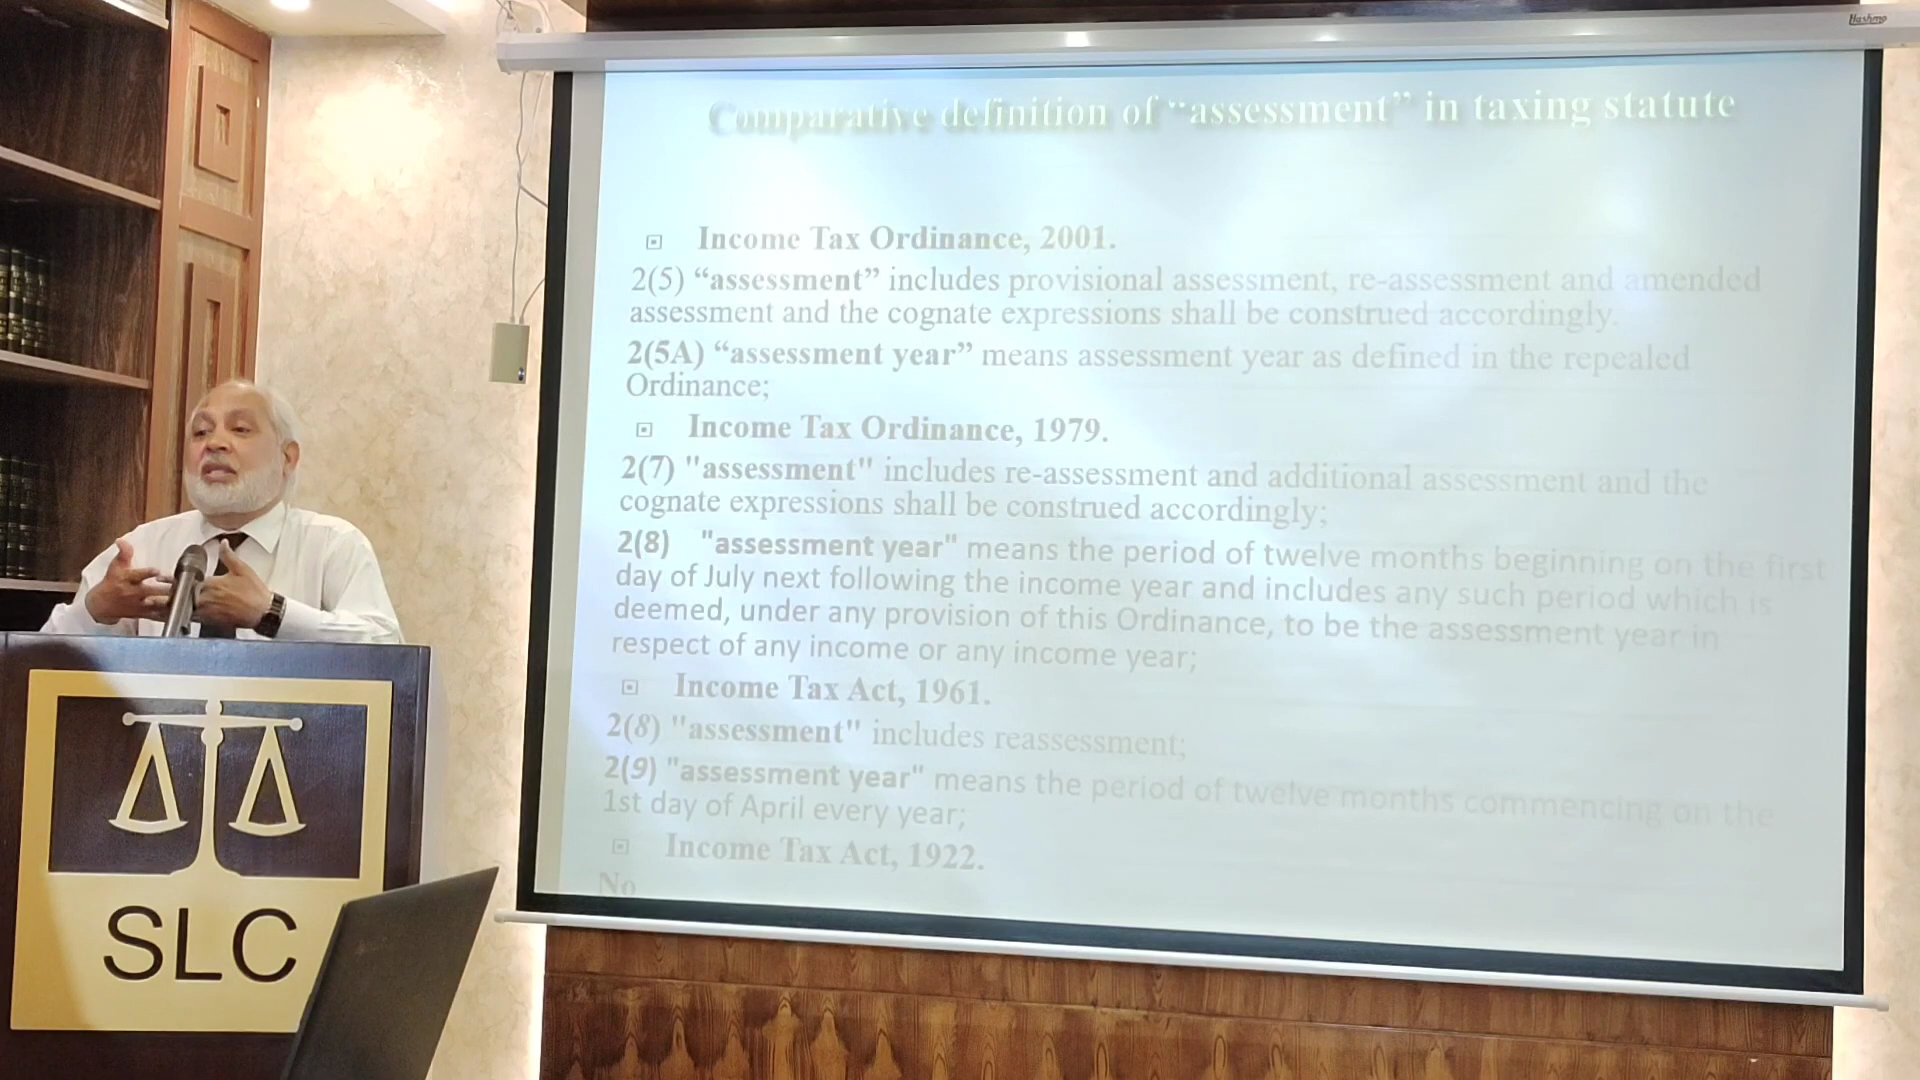 Hashmo
Comparative definition of “assessment” in taxing statute
Income Tax Ordinance, 2001.
2(5) “assessment” includes provisional assessment, re-assessment and amended
assessment and the cognate expressions shall be construed accordingly.
2(5A) “assessment year” means assessment year as defined in the repealed
Ordinance;
Income Tax Ordinance, 1979.
2(7) "assessment" includes re-assessment and additional assessment and the
cognate expressions shall be construed accordingly;
2(8) "assessment year" means the period of twelve months beginning on the first
day of July next following the income year and includes any such period which is
deemed, under any provision of this Ordinance, to be the assessment year in
respect of any income or any income year;
Income Tax Act, 1961.
2(8) "assessment" includes reassessment;
2(9) "assessment year" means the period of twelve months commencing on the
1st day of April every year;
Income Tax Act, 1922.
No
SLC